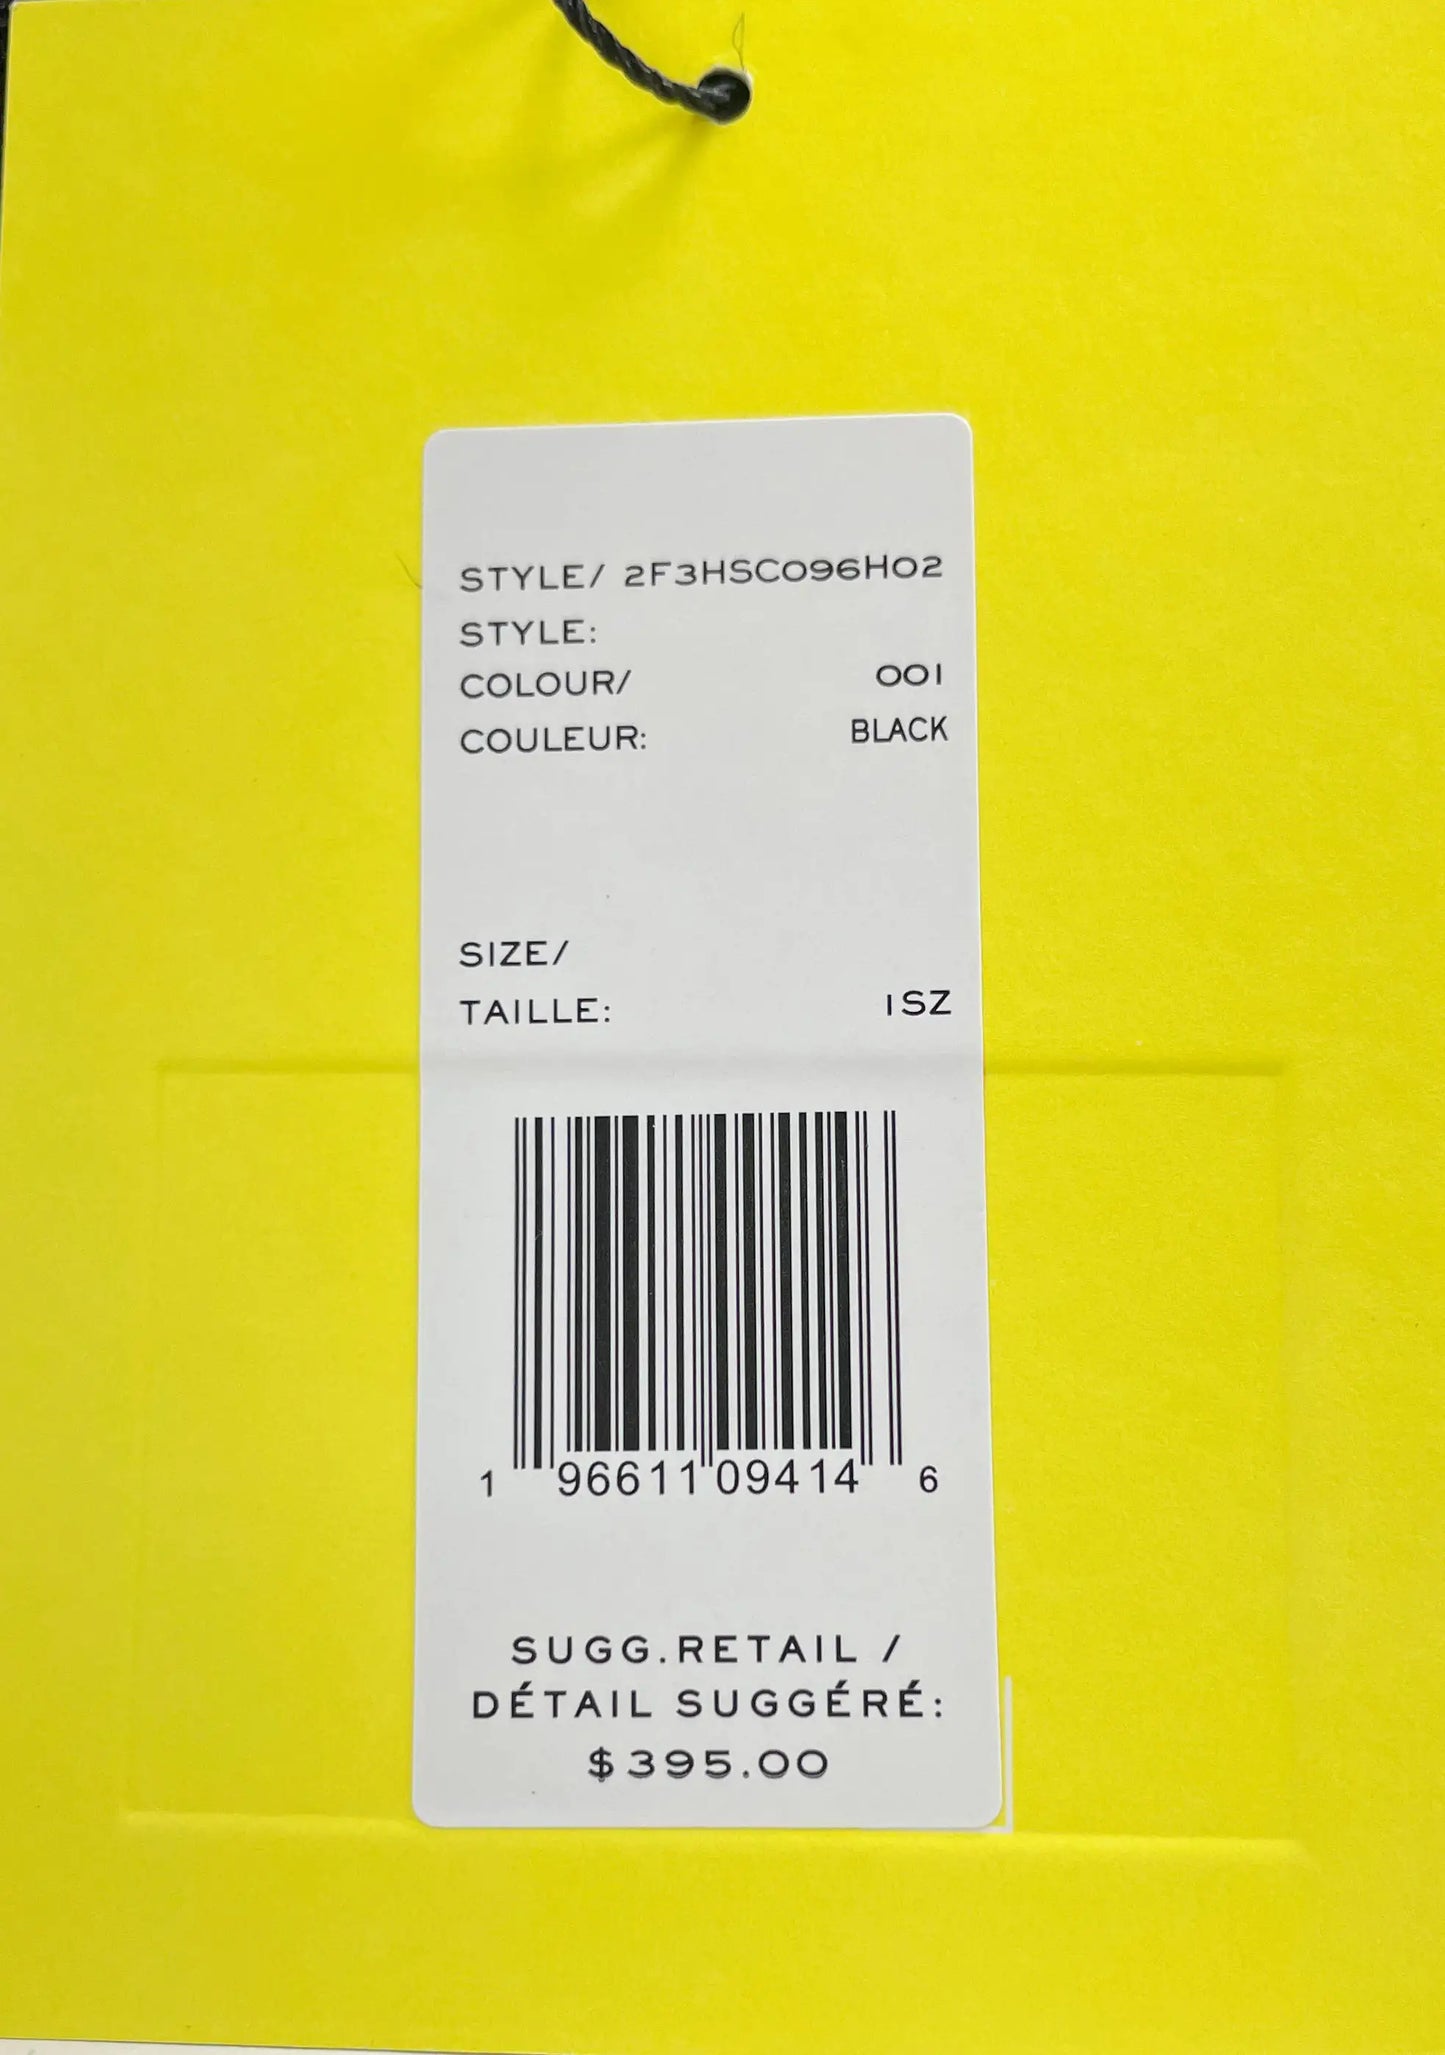 STYLE/ 2F3HSC096H02
STYLE:
COLOUR/ 001
COULEUR: BLACK
SIZE/
TAILLE: 1SZ
1 96611 09414 6
SUGG.RETAIL /
DÉTAIL SUGGÉRÉ:
$395.00